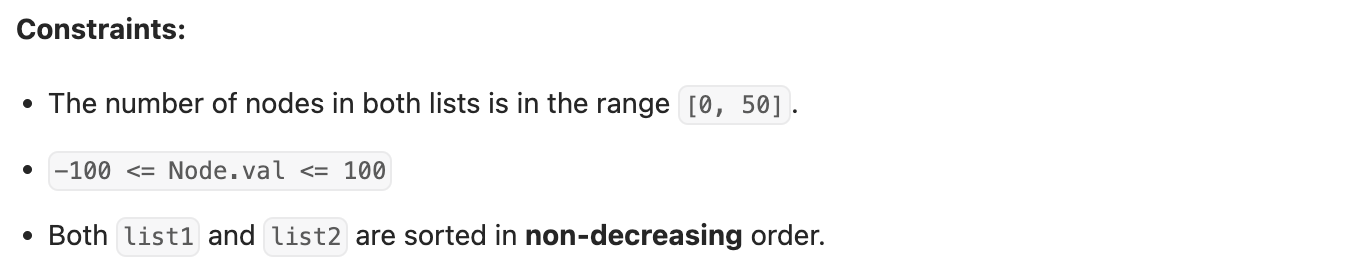 Constraints:
• The number of nodes in both lists is in the range [0, 50].
• -100 <= Node.val <= 100
• Both list1 and list2 are sorted in non-decreasing order.